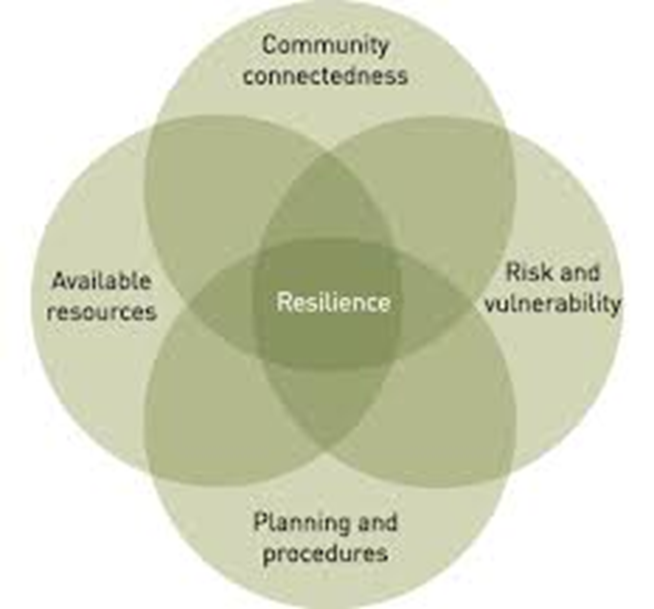 Community
connectedness
Available
resources
Resilience
Risk and
vulnerability
Planning and
procedures